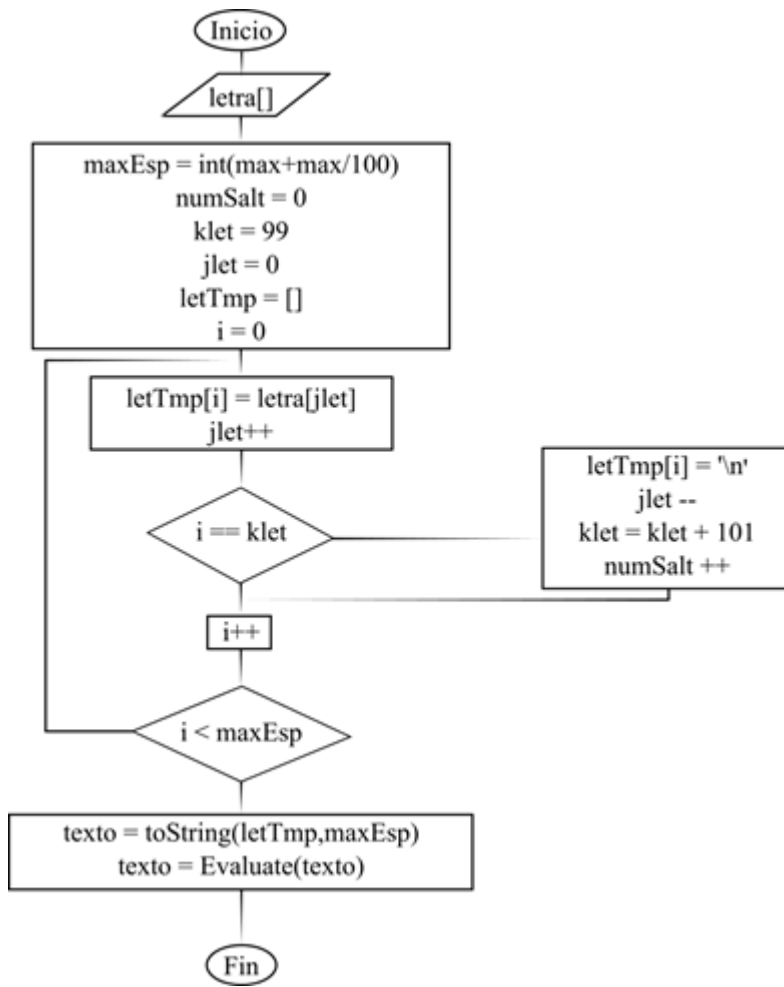 Inicio
letra[]
maxEsp = int(max+max/100)
numSalt = 0
klet = 99
jlet = 0
letTmp = []
i = 0
letTmp[i] = letra[jlet]
jlet++
i == klet
letTmp[i] = '\n'
jlet --
klet = klet + 101
numSalt ++
i++
i < maxEsp
texto = toString(letTmp,maxEsp)
texto = Evaluate(texto)
Fin